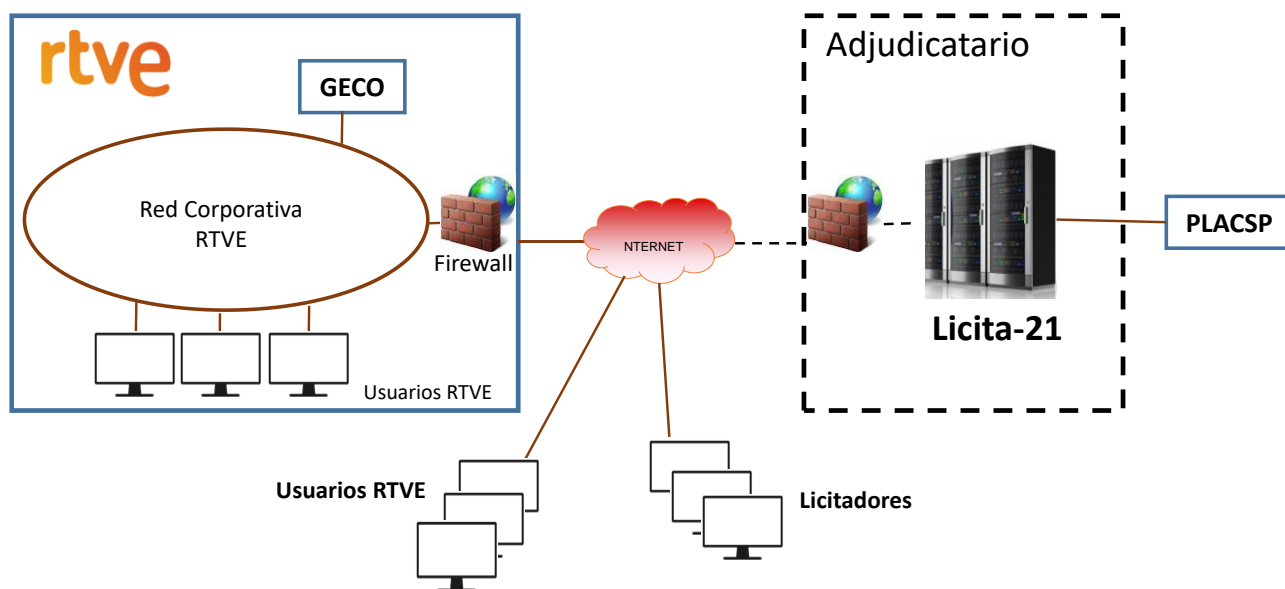 rtve
GECO
Red Corporativa
RTVE
Firewall
Usuarios RTVE
NTERNET
Adjudicatario
Licita-21
PLACSP
Usuarios RTVE
Licitadores